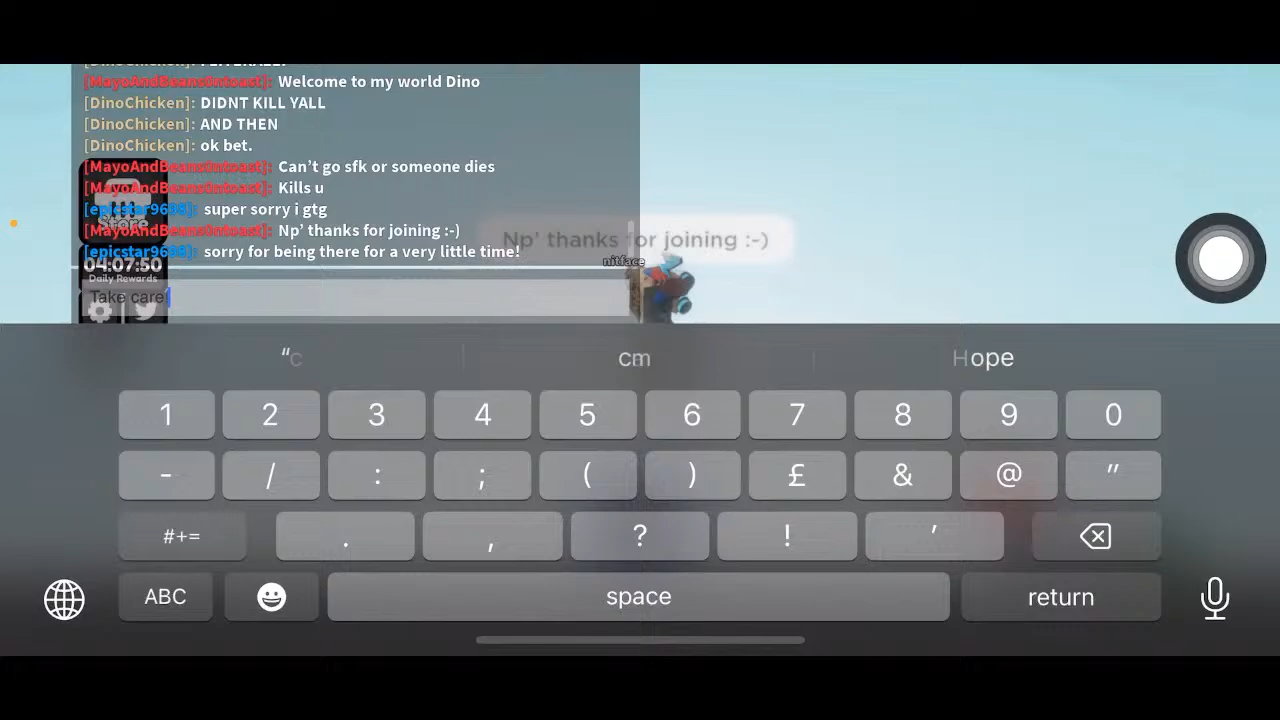 [MayoAndBeansOntoast]: Welcome to my world Dino
[DinoChicken]: DIDNT KILL YALL
[DinoChicken]: AND THEN
[DinoChicken]: ok bet.
[MayoAndBeansOntoast]: Can't go sfk or someone dies
[MayoAndBeansOntoast]: Kills u
[epicstar9698]: super sorry i gtg
[MayoAndBeansOntoast]: Np' thanks for joining :-)
[epicstar9698]: sorry for being there for a very little time!
Store
04:07:50
Daily Rewards
Take care
Np' thanks for joining :-)
nitface
“c cm Hope
1 2 3 4 5 6 7 8 9 0
- / : ; ( ) £ & @ "
#+= . , ? ! '
ABC space return